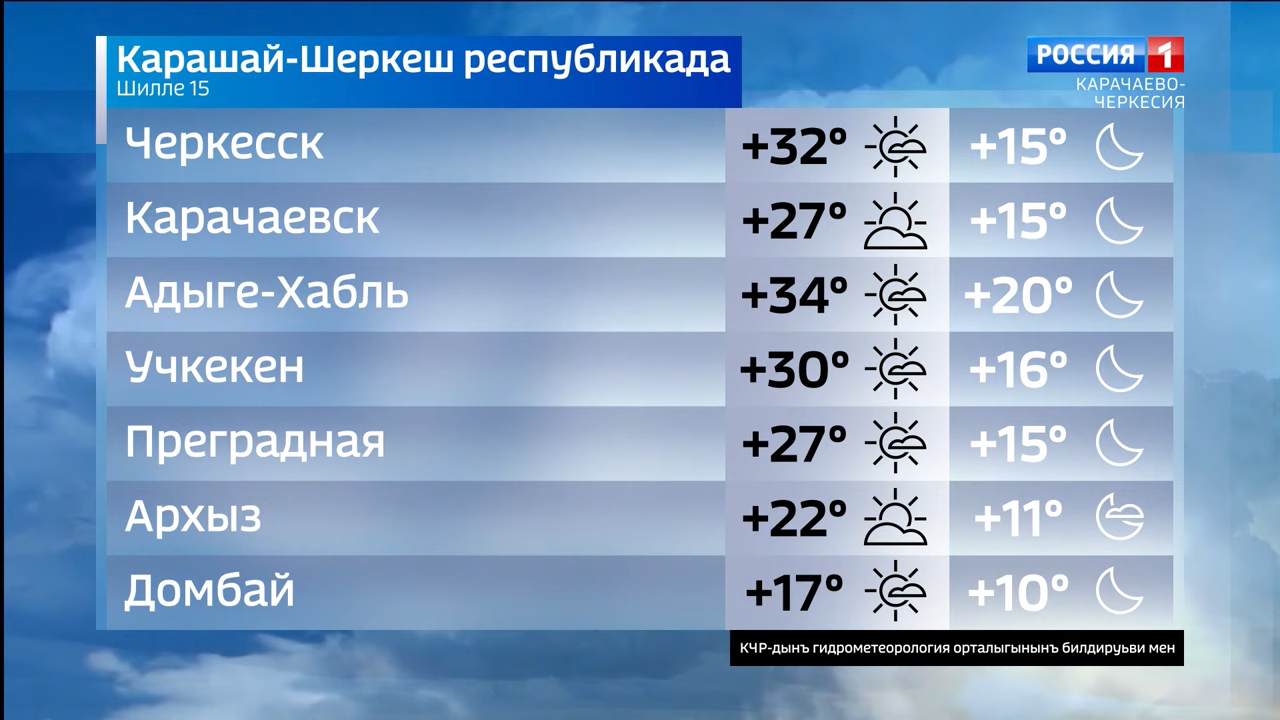 Карашай-Шеркеш республикада
Шилле 15
РОССИЯ 1
КАРАЧАЕВО-
ЧЕРКЕСИЯ
Черкесск +32° +15°
Карачаевск +27° +15°
Адыге-Хабль +34° +20°
Учкекен +30° +16°
Преградная +27° +15°
Архыз +22° +11°
Домбай +17° +10°
КЧР-дынъ гидрометеорология орталыгынынъ билдируьви мен